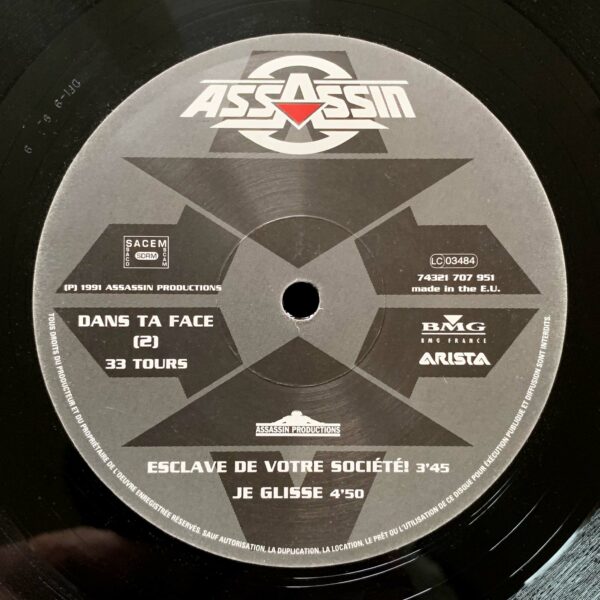 ASSASSIN
SACEM
SACD
SDRM
SCAM
LC 03484
(P) 1991 ASSASSIN PRODUCTIONS
74321 707 951
made in the E.U.
DANS TA FACE
(2)
33 TOURS
BMG
BMG FRANCE
ARISTA
ASSASSIN PRODUCTIONS
ESCLAVE DE VOTRE SOCIÉTÉ! 3'45
JE GLISSE 4'50
TOUS DROITS DU PRODUCTEUR ET DU PROPRIÉTAIRE DE L'OEUVRE ENREGISTRÉE RÉSERVÉS. SAUF AUTORISATION, LA DUPLICATION, LA LOCATION, LE PRÊT OU L'UTILISATION DE CE DISQUE POUR EXÉCUTION PUBLIQUE ET DIFFUSION SONT INTERDITS.